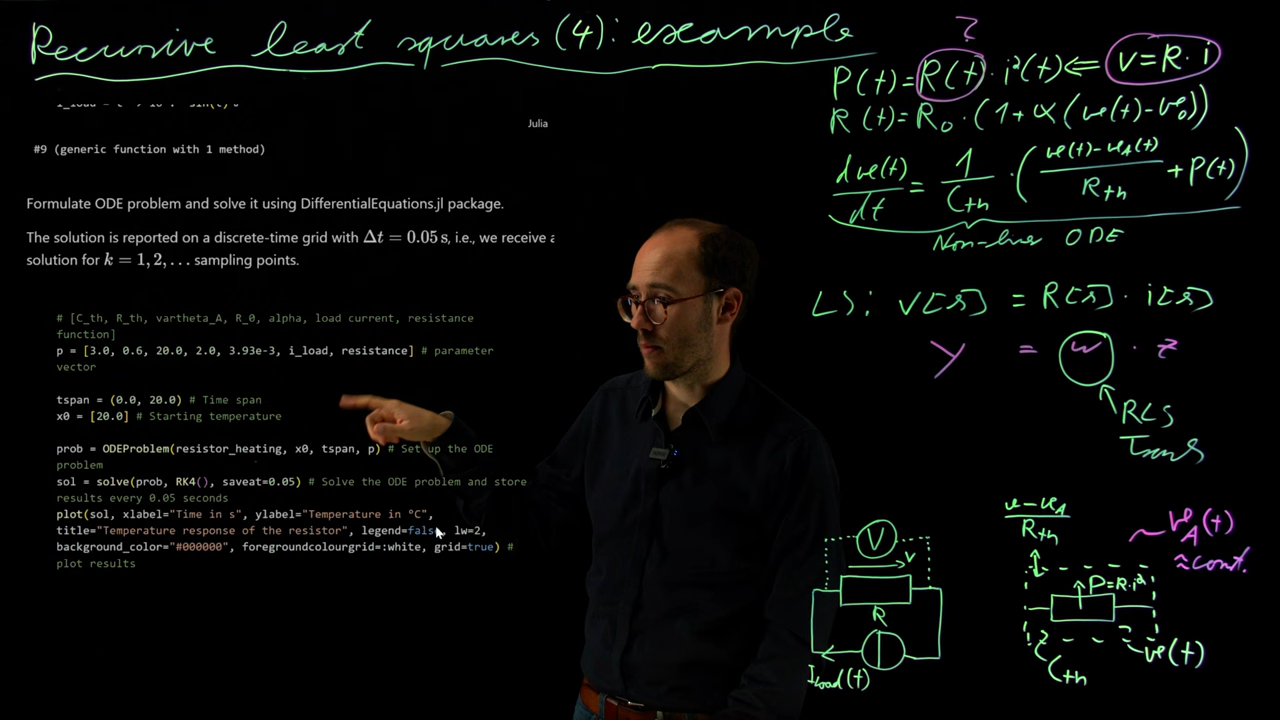 Recursive least squares (4): example
I_load = t -> 10 .* sin(t).
Julia
#9 (generic function with 1 method)
Formulate ODE problem and solve it using DifferentialEquations.jl package.
The solution is reported on a discrete-time grid with Δt = 0.05 s, i.e., we receive a
solution for k = 1, 2, … sampling points.
# [C_th, R_th, vartheta_A, R_0, alpha, load current, resistance
function]
p = [3.0, 0.6, 20.0, 2.0, 3.93e-3, i_load, resistance] # parameter
vector
tspan = (0.0, 20.0) # Time span
x0 = [20.0] # Starting temperature
prob = ODEProblem(resistor_heating, x0, tspan, p) # Set up the ODE
problem
sol = solve(prob, RK4(), saveat=0.05) # Solve the ODE problem and store
results every 0.05 seconds
plot(sol, xlabel="Time in s", ylabel="Temperature in °C",
title="Temperature response of the resistor", legend=fals lw=2,
background_color="#000000", foregroundcolourgrid=:white, grid=true) #
plot results
?
P(t) = R(t) · i²(t) ⇐ v = R · i
R(t) = R₀ · (1 + α (ϑ(t) - ϑ₀))
dϑ(t)/dt = 1/C_th · ( (ϑ(t) - ϑ_A(t))/R_th + P(t) )
Non-linear ODE
LS: v[k] = R[k] · i[k]
y = w · z
RLS
Track
V
v
R
I_load(t)
(ϑ - ϑ_A)/R_th
~ ϑ_A(t)
≈ const.
P = R·i²
ϑ(t)
C_th